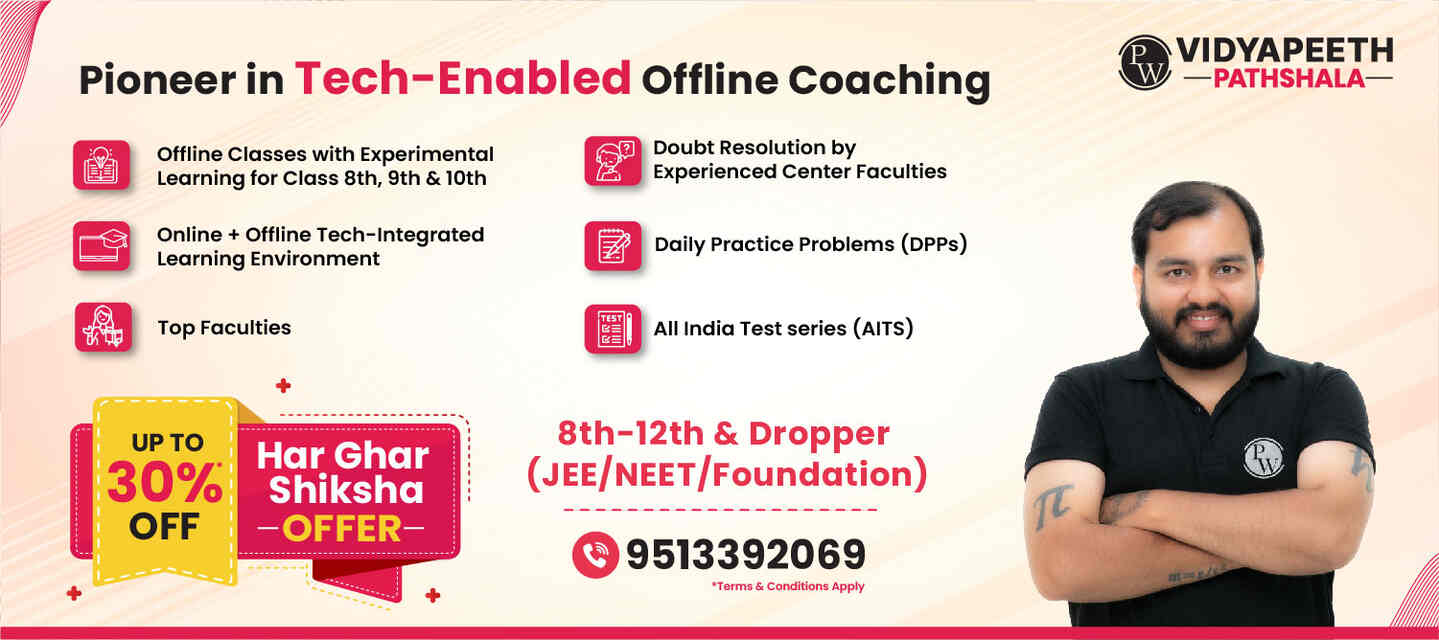 Pioneer in Tech-Enabled Offline Coaching
PW
VIDYAPEETH
PATHSHALA
Offline Classes with Experimental
Learning for Class 8th, 9th & 10th
Online + Offline Tech-Integrated
Learning Environment
Top Faculties
?
Doubt Resolution by
Experienced Center Faculties
Daily Practice Problems (DPPs)
TEST
All India Test series (AITS)
UP TO
30%*
OFF
Har Ghar
Shiksha
OFFER
8th-12th & Dropper
(JEE/NEET/Foundation)
9513392069
*Terms & Conditions Apply
PW
π